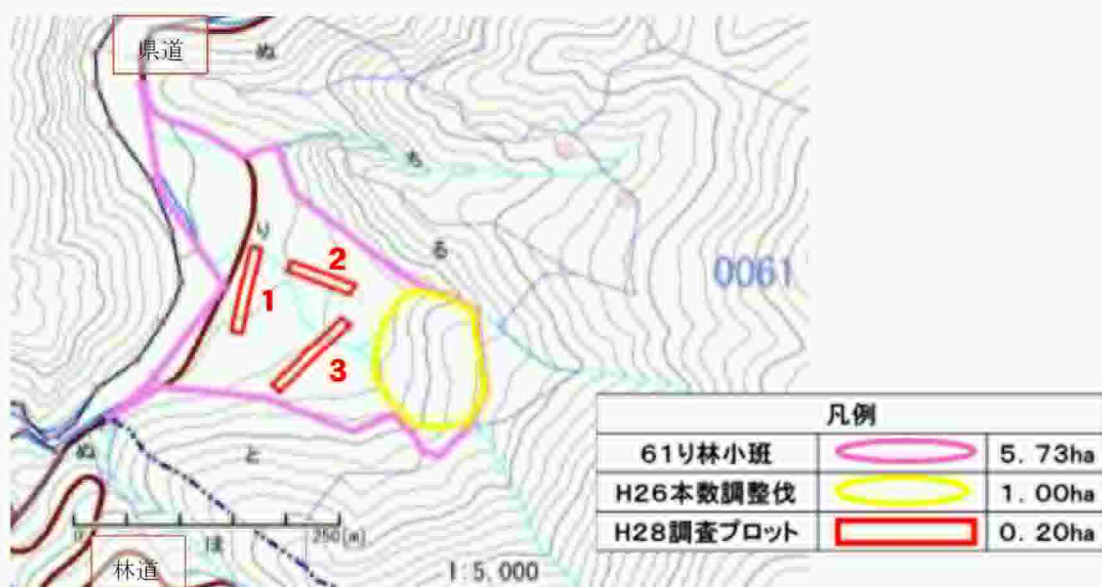 県道
ぬ
ち
り
る
2
0061
1
3
凡例
61り林小班 5.73ha
H26本数調整伐 1.00ha
H28調査プロット 0.20ha
ぬ
と
0 250(m)
ほ
林道
1:5,000